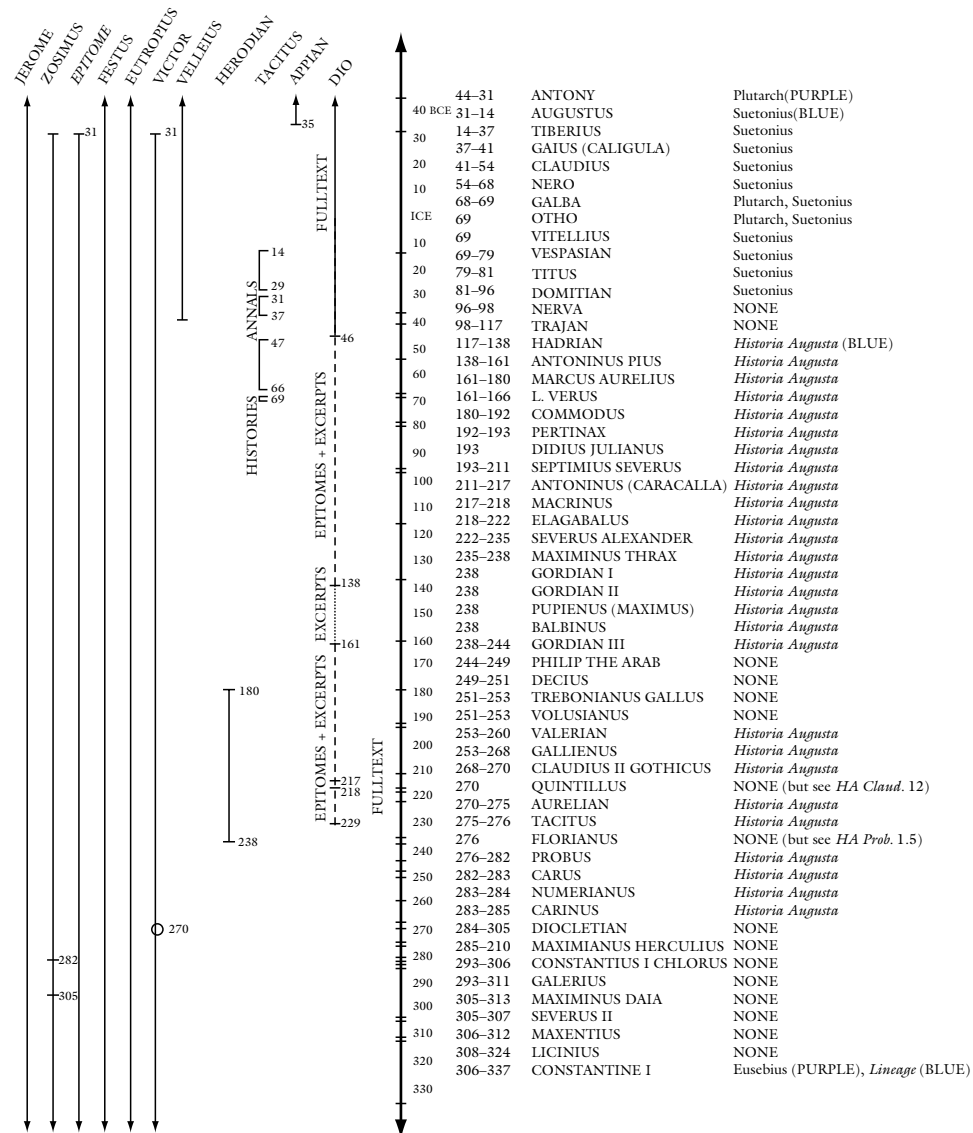 JEROME
ZOSIMUS
EPITOME
FESTUS
EUTROPIUS
VICTOR
VELLEIUS
HERODIAN
TACITUS
APPIAN
DIO
31
31
35
FULLTEXT
14
29
31
37
ANNALS
47
66
69
HISTORIES
46
EPITOMES + EXCERPTS
138
EXCERPTS
161
EPITOMES + EXCERPTS
217
218
FULLTEXT
229
180
238
270
282
305
40 BCE
30
20
10
ICE
10
20
30
40
50
60
70
80
90
100
110
120
130
140
150
160
170
180
190
200
210
220
230
240
250
260
270
280
290
300
310
320
330
44–31 ANTONY Plutarch(PURPLE)
31–14 AUGUSTUS Suetonius(BLUE)
14–37 TIBERIUS Suetonius
37–41 GAIUS (CALIGULA) Suetonius
41–54 CLAUDIUS Suetonius
54–68 NERO Suetonius
68–69 GALBA Plutarch, Suetonius
69 OTHO Plutarch, Suetonius
69 VITELLIUS Suetonius
69–79 VESPASIAN Suetonius
79–81 TITUS Suetonius
81–96 DOMITIAN Suetonius
96–98 NERVA NONE
98–117 TRAJAN NONE
117–138 HADRIAN Historia Augusta (BLUE)
138–161 ANTONINUS PIUS Historia Augusta
161–180 MARCUS AURELIUS Historia Augusta
161–166 L. VERUS Historia Augusta
180–192 COMMODUS Historia Augusta
192–193 PERTINAX Historia Augusta
193 DIDIUS JULIANUS Historia Augusta
193–211 SEPTIMIUS SEVERUS Historia Augusta
211–217 ANTONINUS (CARACALLA) Historia Augusta
217–218 MACRINUS Historia Augusta
218–222 ELAGABALUS Historia Augusta
222–235 SEVERUS ALEXANDER Historia Augusta
235–238 MAXIMINUS THRAX Historia Augusta
238 GORDIAN I Historia Augusta
238 GORDIAN II Historia Augusta
238 PUPIENUS (MAXIMUS) Historia Augusta
238 BALBINUS Historia Augusta
238–244 GORDIAN III Historia Augusta
244–249 PHILIP THE ARAB NONE
249–251 DECIUS NONE
251–253 TREBONIANUS GALLUS NONE
251–253 VOLUSIANUS NONE
253–260 VALERIAN Historia Augusta
253–268 GALLIENUS Historia Augusta
268–270 CLAUDIUS II GOTHICUS Historia Augusta
270 QUINTILLUS NONE (but see HA Claud. 12)
270–275 AURELIAN Historia Augusta
275–276 TACITUS Historia Augusta
276 FLORIANUS NONE (but see HA Prob. 1.5)
276–282 PROBUS Historia Augusta
282–283 CARUS Historia Augusta
283–284 NUMERIANUS Historia Augusta
283–285 CARINUS Historia Augusta
284–305 DIOCLETIAN NONE
285–210 MAXIMIANUS HERCULIUS NONE
293–306 CONSTANTIUS I CHLORUS NONE
293–311 GALERIUS NONE
305–313 MAXIMINUS DAIA NONE
305–307 SEVERUS II NONE
306–312 MAXENTIUS NONE
308–324 LICINIUS NONE
306–337 CONSTANTINE I Eusebius (PURPLE), Lineage (BLUE)